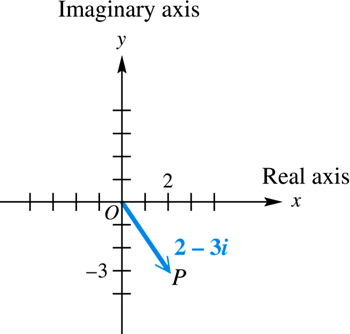 Imaginary axis
y
2
Real axis
x
O
2 – 3i
–3
P